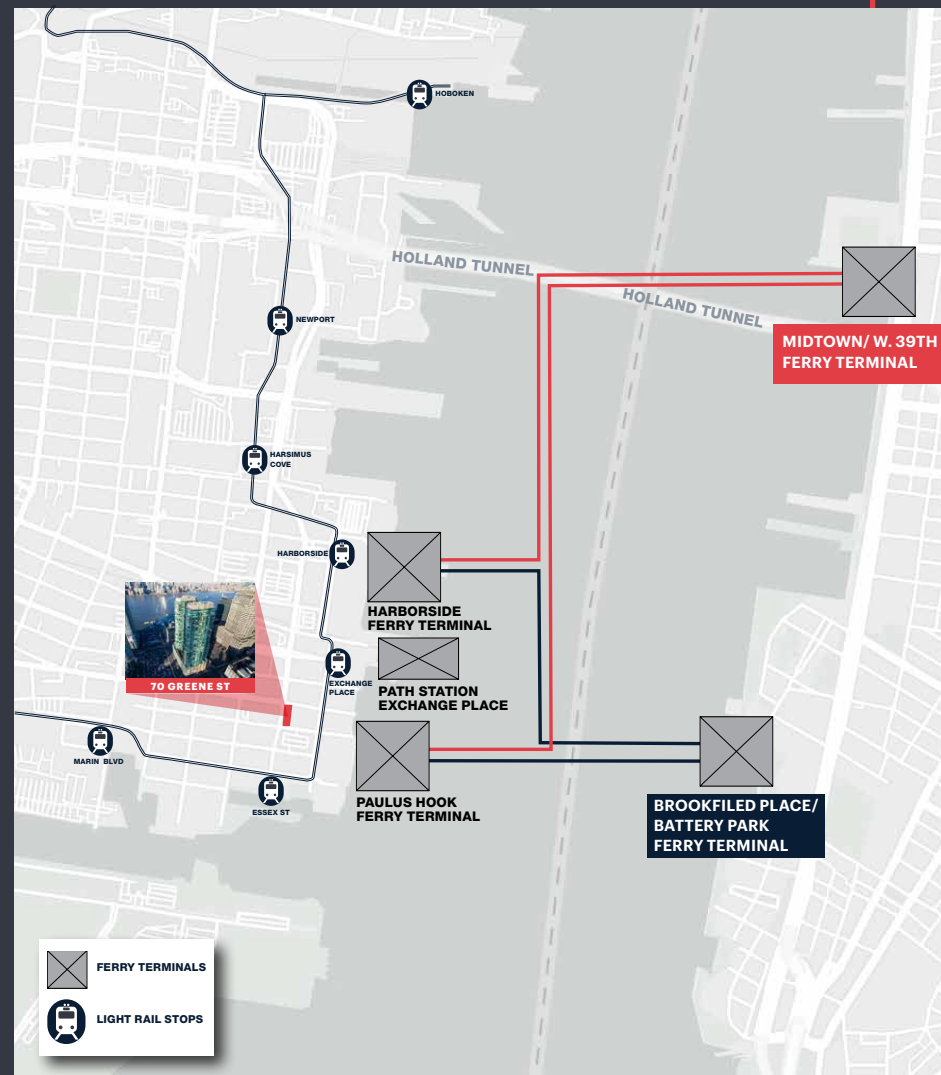 HOBOKEN
HOLLAND TUNNEL
HOLLAND TUNNEL
NEWPORT
MIDTOWN/ W. 39TH
FERRY TERMINAL
HARSIMUS
COVE
HARBORSIDE
HARBORSIDE
FERRY TERMINAL
EXCHANGE
PLACE
PATH STATION
EXCHANGE PLACE
70 GREENE ST
MARIN BLVD
ESSEX ST
PAULUS HOOK
FERRY TERMINAL
BROOKFILED PLACE/
BATTERY PARK
FERRY TERMINAL
FERRY TERMINALS
LIGHT RAIL STOPS